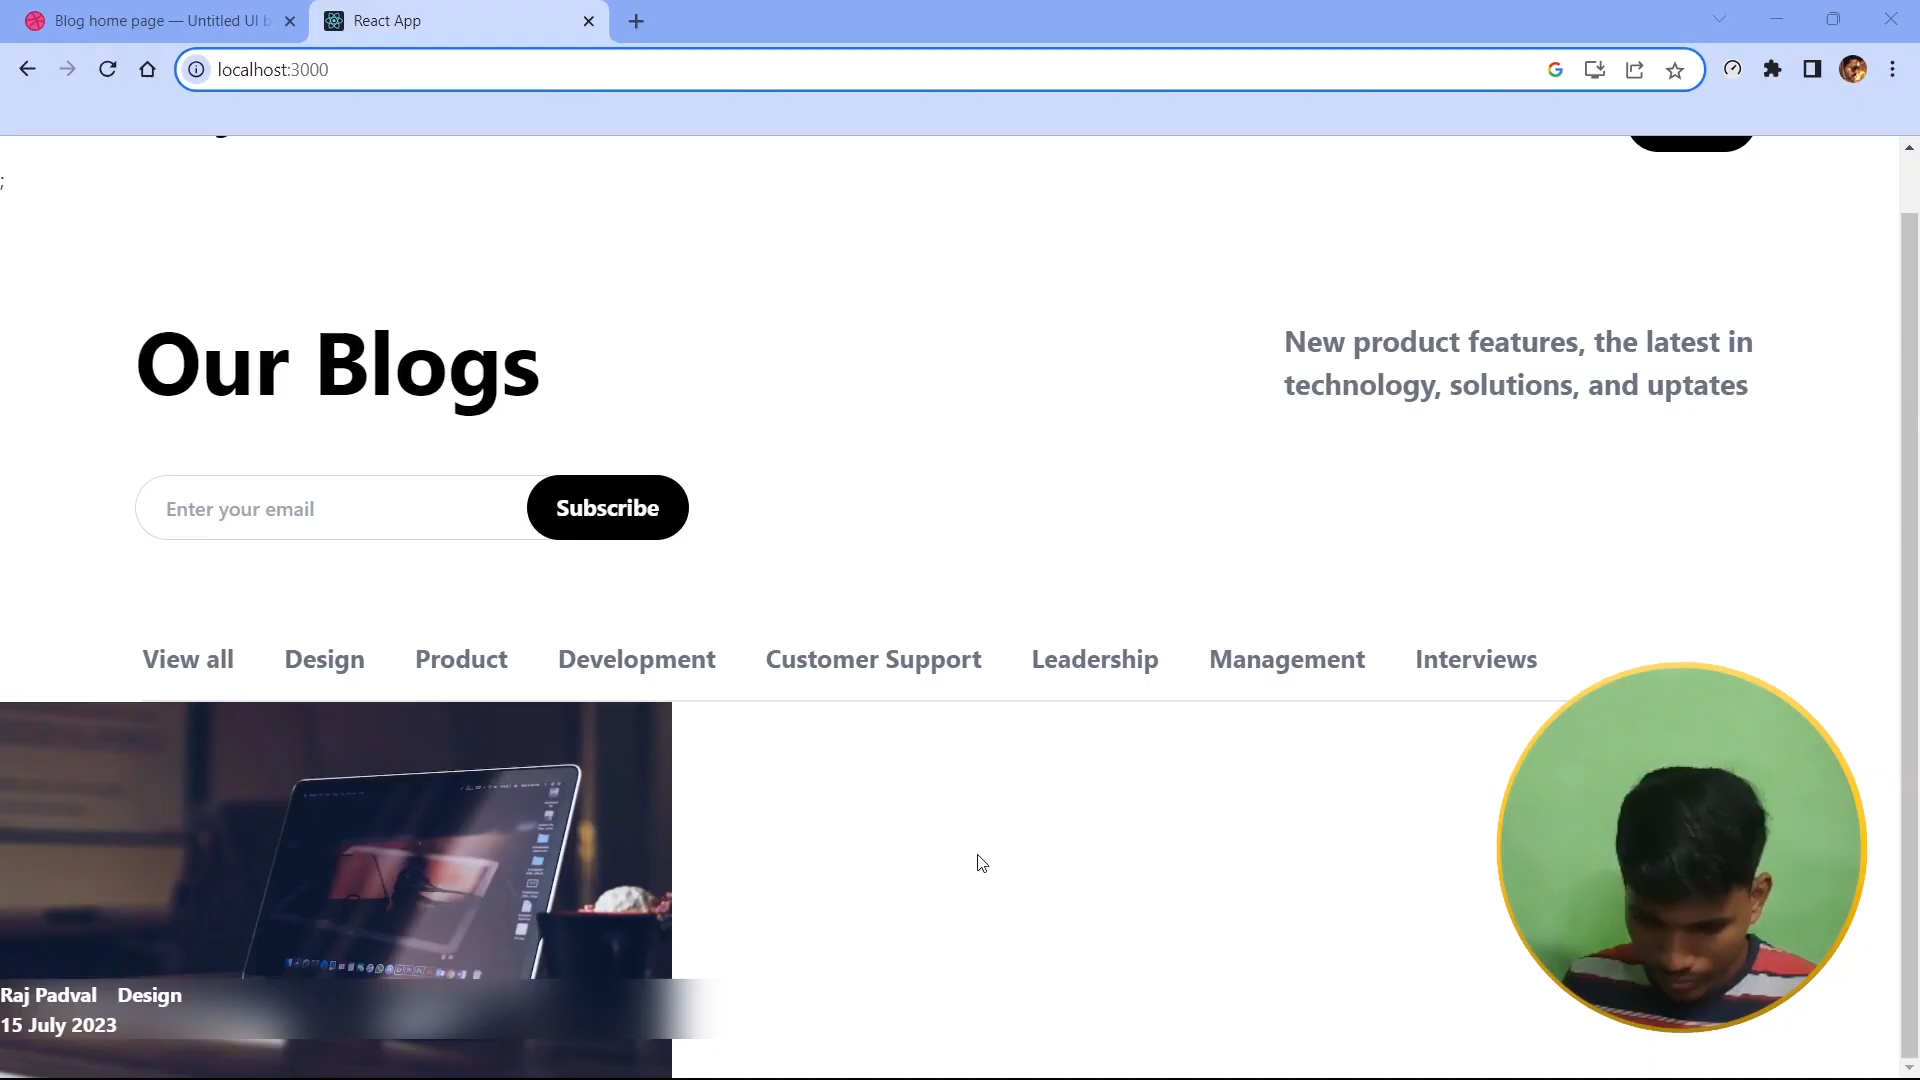 Blog home page — Untitled UI b
React App
localhost:3000
;
Our Blogs
New product features, the latest in
technology, solutions, and uptates
Enter your email
Subscribe
View all Design Product Development Customer Support Leadership Management Interviews
Raj Padval Design
15 July 2023